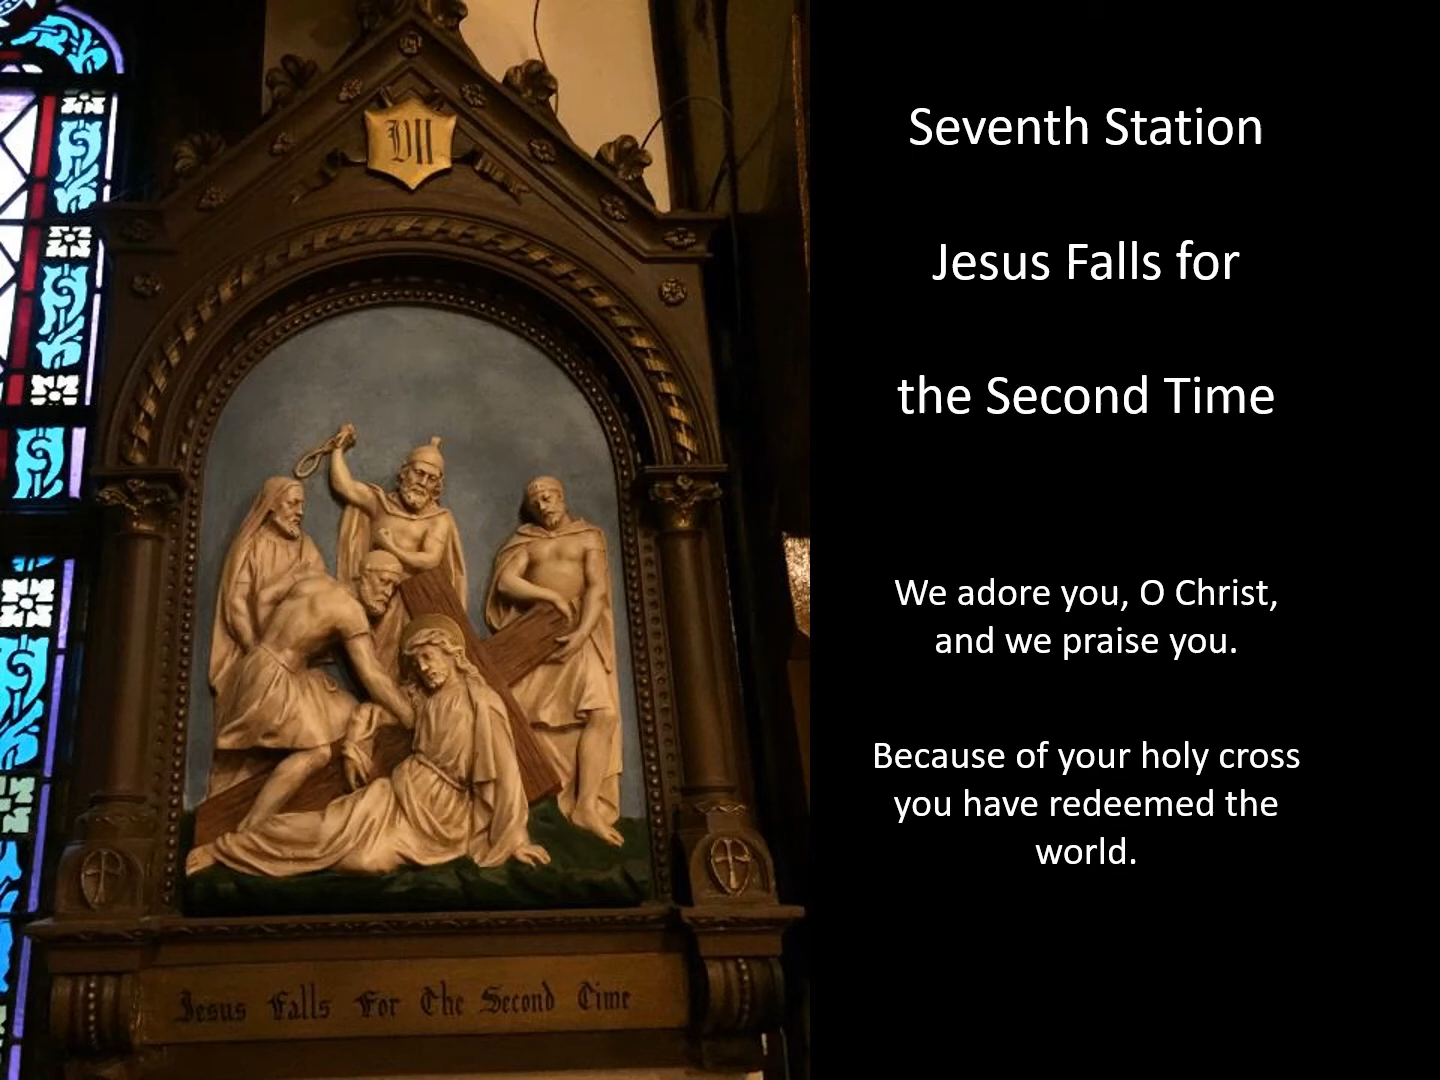 VII
Jesus Falls For The Second Time
Seventh Station
Jesus Falls for
the Second Time
We adore you, O Christ,
and we praise you.
Because of your holy cross
you have redeemed the
world.